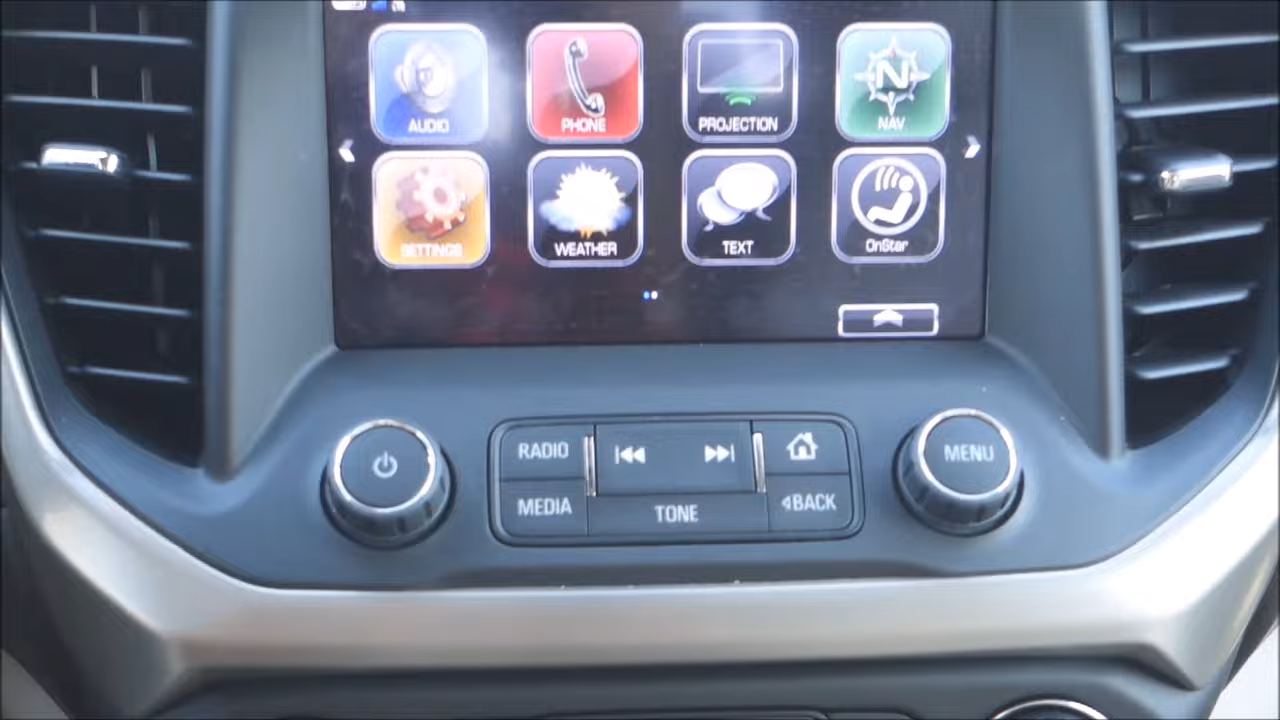 AUDIO
PHONE
PROJECTION
N
NAV
SETTINGS
WEATHER
TEXT
OnStar
RADIO
MENU
MEDIA
TONE
BACK